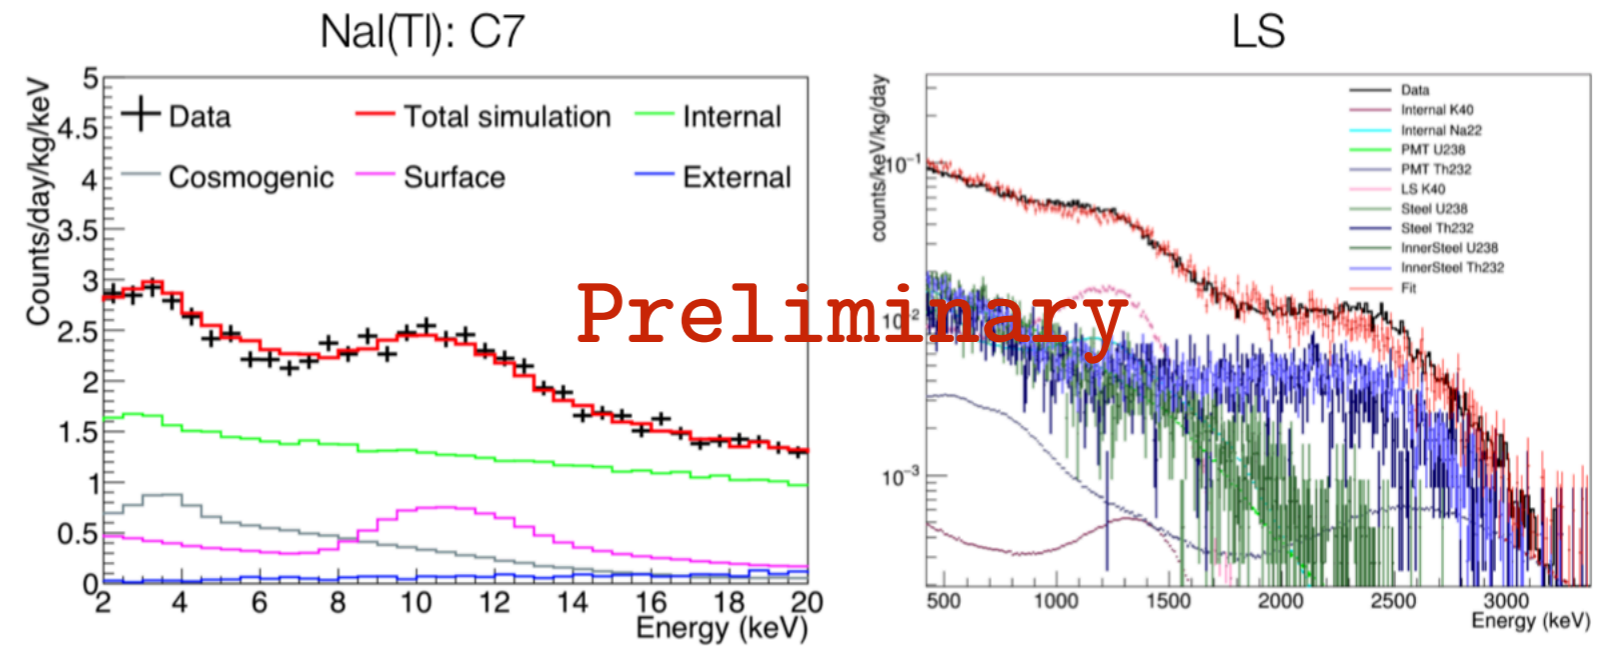 NaI(Tl): C7
LS
Counts/day/kg/keV
5
4.5
4
3.5
3
2.5
2
1.5
1
0.5
0
Data
Total simulation
Internal
Cosmogenic
Surface
External
2 4 6 8 10 12 14 16 18 20
Energy (keV)
Preliminary
counts/keV/kg/day
10⁻¹
10⁻²
10⁻³
Data
Internal K40
Internal Na22
PMT U238
PMT Th232
LS K40
Steel U238
Steel Th232
InnerSteel U238
InnerSteel Th232
Fit
500 1000 1500 2000 2500 3000
Energy (keV)